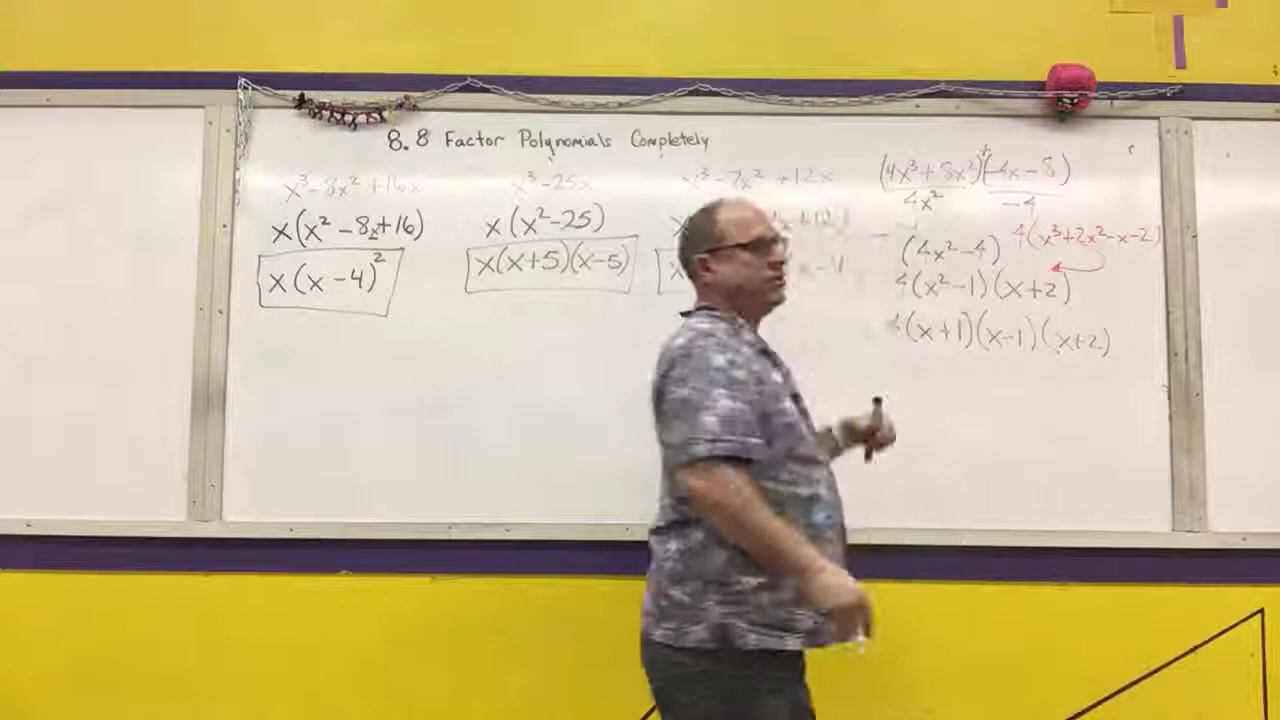 8.8 Factor Polynomials Completely
x³-8x²+16x
x(x²-8x+16)
x(x-4)²
x³-25x
x(x²-25)
x(x+5)(x-5)
x³-7x²+12x
(4x³+8x²)+(-4x-8)
4x² -4
4(x³+2x²-x-2)
(4x²-4)
4(x²-1)(x+2)
(x+1)(x-1)(x+2)